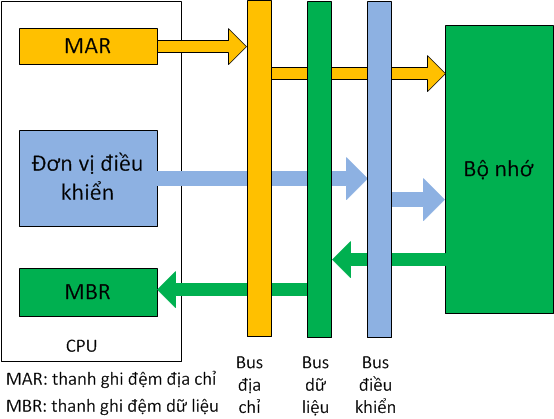 MAR
Đơn vị điều
khiển
Bộ nhớ
MBR
CPU
Bus
địa
chỉ
Bus
dữ
liệu
Bus
điều
khiển
MAR: thanh ghi đệm địa chỉ
MBR: thanh ghi đệm dữ liệu